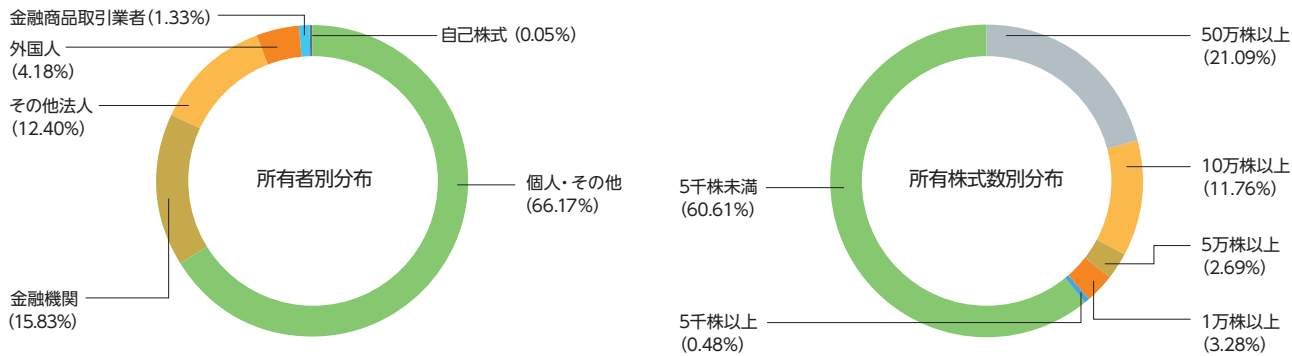 金融商品取引業者(1.33%)
外国人
(4.18%)
その他法人
(12.40%)
金融機関
(15.83%)
自己株式 (0.05%)
所有者別分布
個人・その他
(66.17%)
5千株未満
(60.61%)
5千株以上
(0.48%)
所有株式数別分布
50万株以上
(21.09%)
10万株以上
(11.76%)
5万株以上
(2.69%)
1万株以上
(3.28%)